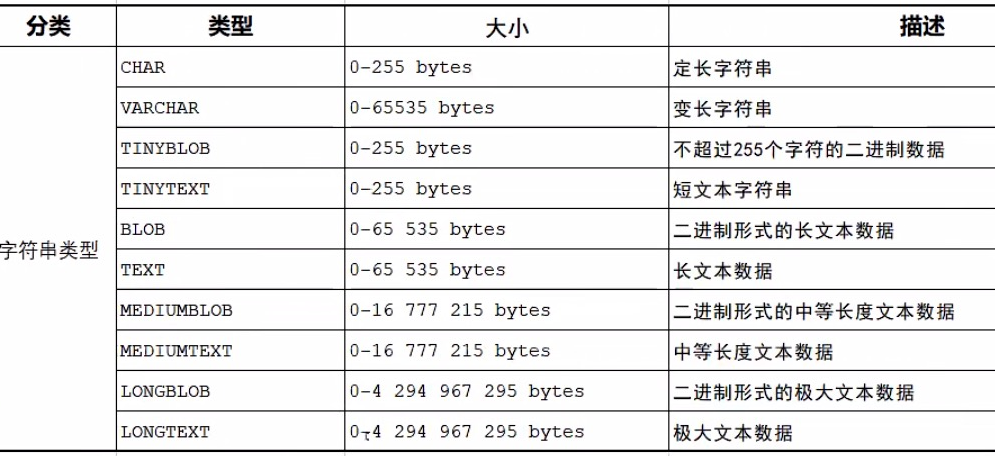 分类 类型 大小 描述
CHAR 0-255 bytes 定长字符串
VARCHAR 0-65535 bytes 变长字符串
TINYBLOB 0-255 bytes 不超过255个字符的二进制数据
TINYTEXT 0-255 bytes 短文本字符串
BLOB 0-65 535 bytes 二进制形式的长文本数据
字符串类型
TEXT 0-65 535 bytes 长文本数据
MEDIUMBLOB 0-16 777 215 bytes 二进制形式的中等长度文本数据
MEDIUMTEXT 0-16 777 215 bytes 中等长度文本数据
LONGBLOB 0-4 294 967 295 bytes 二进制形式的极大文本数据
LONGTEXT 0-4 294 967 295 bytes 极大文本数据